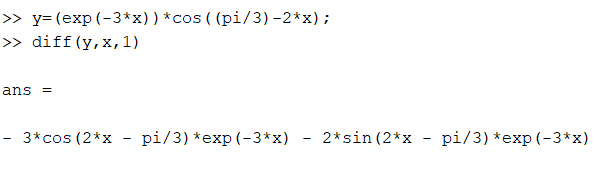 >> y=(exp(-3*x))*cos((pi/3)-2*x);
>> diff(y,x,1)
ans =
- 3*cos(2*x - pi/3)*exp(-3*x) - 2*sin(2*x - pi/3)*exp(-3*x)